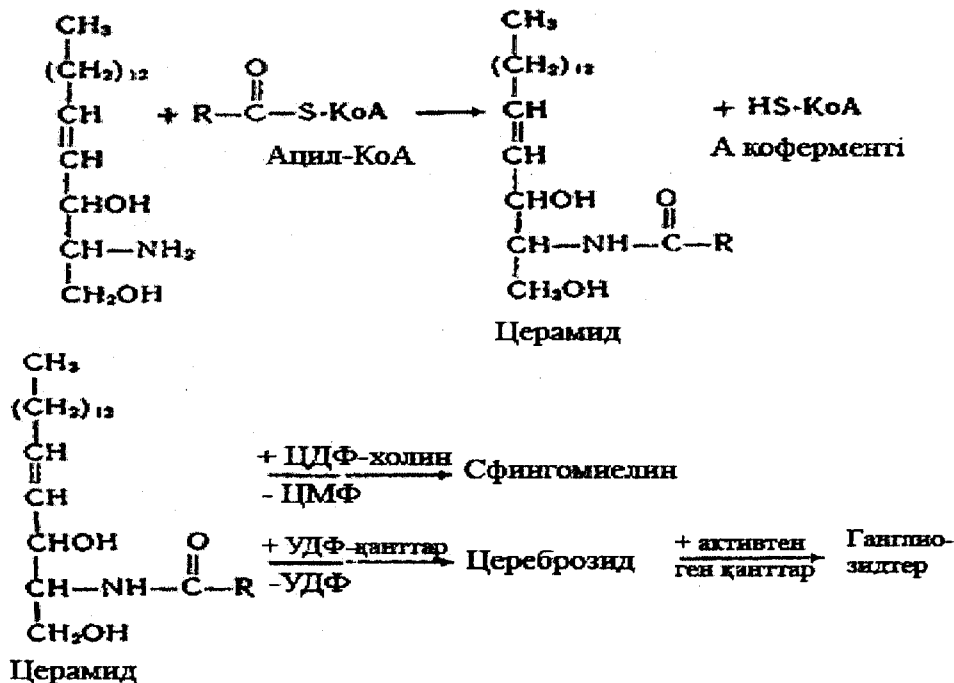 CH₃ CH₃
(CH₂)₁₂ O (CH₂)₁₂
CH + R—C—S-KoA → CH + HS-KoA
CH Ацил-КоА CH А коферменті
CHOH CHOH O
CH—NH₂ CH—NH—C—R
CH₂OH CH₂OH
Церамид
CH₃
(CH₂)₁₂
CH + ЦДФ-холин → Сфингомиелин
CH - ЦМФ
CHOH O + УДФ-қанттар → Цереброзид + активтен → Ганглио-
CH—NH—C—R -УДФ ген қанттар зидтер
CH₂OH
Церамид